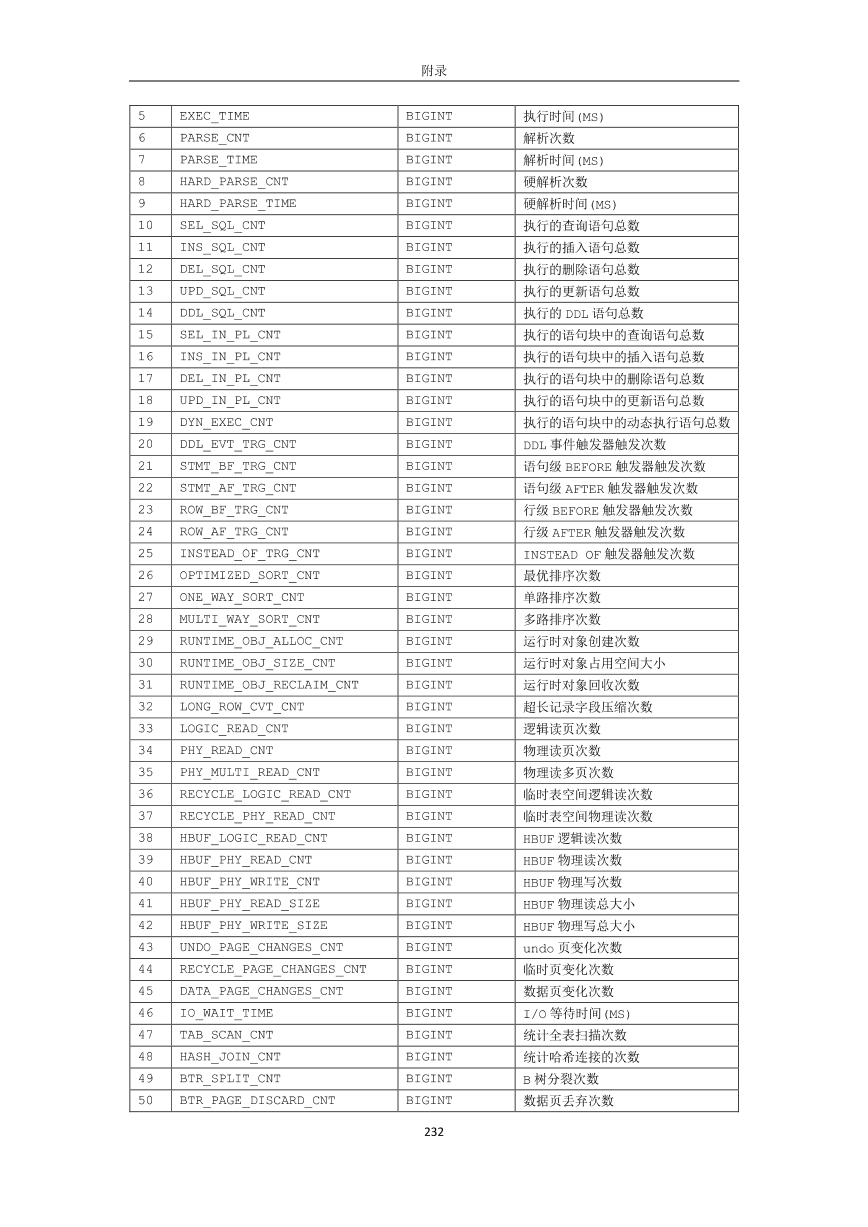 附录
5 EXEC_TIME BIGINT 执行时间(MS)
6 PARSE_CNT BIGINT 解析次数
7 PARSE_TIME BIGINT 解析时间(MS)
8 HARD_PARSE_CNT BIGINT 硬解析次数
9 HARD_PARSE_TIME BIGINT 硬解析时间(MS)
10 SEL_SQL_CNT BIGINT 执行的查询语句总数
11 INS_SQL_CNT BIGINT 执行的插入语句总数
12 DEL_SQL_CNT BIGINT 执行的删除语句总数
13 UPD_SQL_CNT BIGINT 执行的更新语句总数
14 DDL_SQL_CNT BIGINT 执行的 DDL 语句总数
15 SEL_IN_PL_CNT BIGINT 执行的语句块中的查询语句总数
16 INS_IN_PL_CNT BIGINT 执行的语句块中的插入语句总数
17 DEL_IN_PL_CNT BIGINT 执行的语句块中的删除语句总数
18 UPD_IN_PL_CNT BIGINT 执行的语句块中的更新语句总数
19 DYN_EXEC_CNT BIGINT 执行的语句块中的动态执行语句总数
20 DDL_EVT_TRG_CNT BIGINT DDL 事件触发器触发次数
21 STMT_BF_TRG_CNT BIGINT 语句级 BEFORE 触发器触发次数
22 STMT_AF_TRG_CNT BIGINT 语句级 AFTER 触发器触发次数
23 ROW_BF_TRG_CNT BIGINT 行级 BEFORE 触发器触发次数
24 ROW_AF_TRG_CNT BIGINT 行级 AFTER 触发器触发次数
25 INSTEAD_OF_TRG_CNT BIGINT INSTEAD OF 触发器触发次数
26 OPTIMIZED_SORT_CNT BIGINT 最优排序次数
27 ONE_WAY_SORT_CNT BIGINT 单路排序次数
28 MULTI_WAY_SORT_CNT BIGINT 多路排序次数
29 RUNTIME_OBJ_ALLOC_CNT BIGINT 运行时对象创建次数
30 RUNTIME_OBJ_SIZE_CNT BIGINT 运行时对象占用空间大小
31 RUNTIME_OBJ_RECLAIM_CNT BIGINT 运行时对象回收次数
32 LONG_ROW_CVT_CNT BIGINT 超长记录字段压缩次数
33 LOGIC_READ_CNT BIGINT 逻辑读页次数
34 PHY_READ_CNT BIGINT 物理读页次数
35 PHY_MULTI_READ_CNT BIGINT 物理读多页次数
36 RECYCLE_LOGIC_READ_CNT BIGINT 临时表空间逻辑读次数
37 RECYCLE_PHY_READ_CNT BIGINT 临时表空间物理读次数
38 HBUF_LOGIC_READ_CNT BIGINT HBUF 逻辑读次数
39 HBUF_PHY_READ_CNT BIGINT HBUF 物理读次数
40 HBUF_PHY_WRITE_CNT BIGINT HBUF 物理写次数
41 HBUF_PHY_READ_SIZE BIGINT HBUF 物理读总大小
42 HBUF_PHY_WRITE_SIZE BIGINT HBUF 物理写总大小
43 UNDO_PAGE_CHANGES_CNT BIGINT undo 页变化次数
44 RECYCLE_PAGE_CHANGES_CNT BIGINT 临时页变化次数
45 DATA_PAGE_CHANGES_CNT BIGINT 数据页变化次数
46 IO_WAIT_TIME BIGINT I/O 等待时间(MS)
47 TAB_SCAN_CNT BIGINT 统计全表扫描次数
48 HASH_JOIN_CNT BIGINT 统计哈希连接的次数
49 BTR_SPLIT_CNT BIGINT B 树分裂次数
50 BTR_PAGE_DISCARD_CNT BIGINT 数据页丢弃次数
232